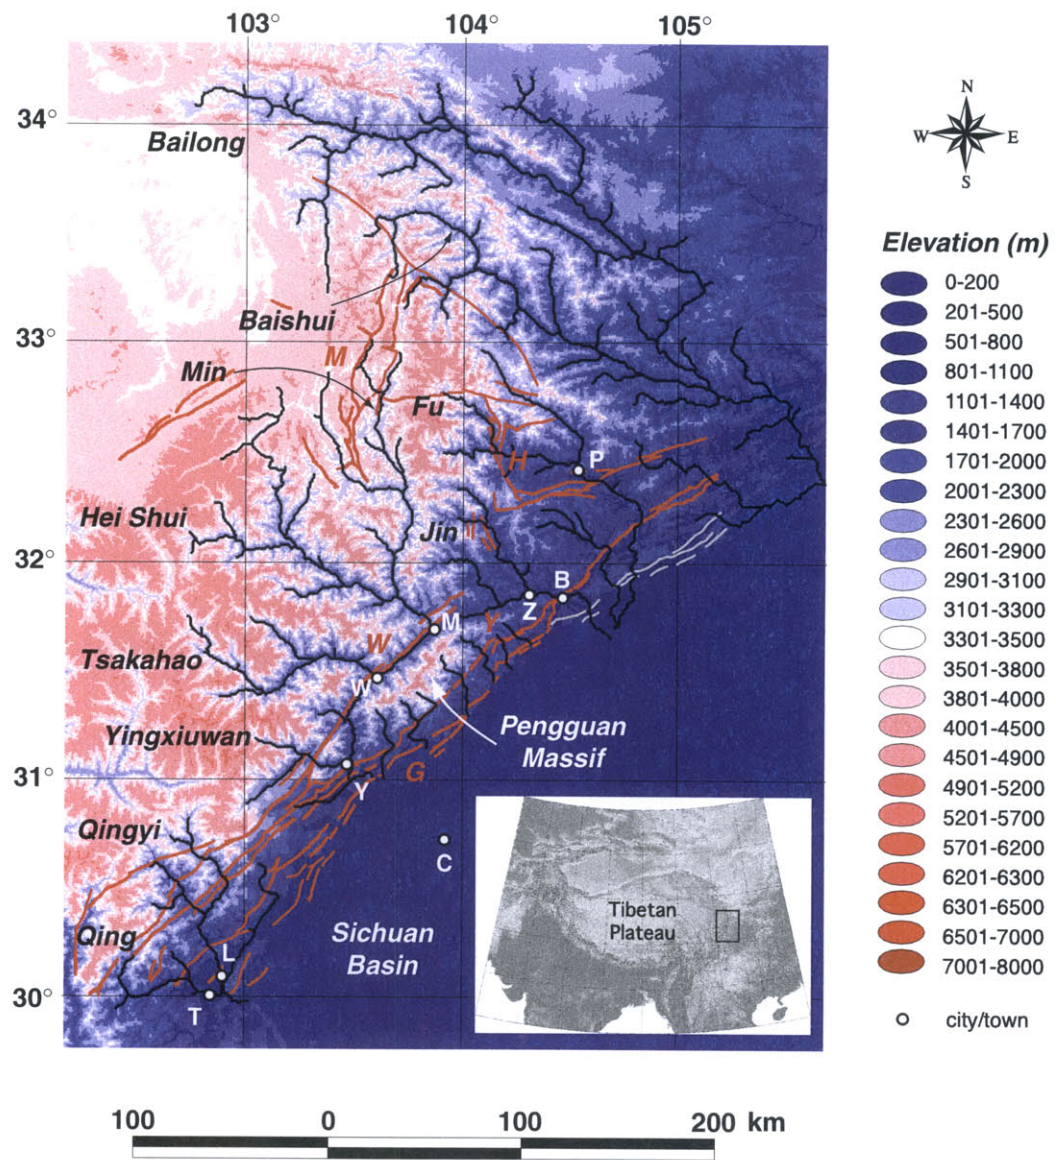 103° 104° 105°
34°
Bailong
N
W E
S
Elevation (m)
0-200
201-500
501-800
801-1100
1101-1400
1401-1700
1701-2000
2001-2300
2301-2600
2601-2900
2901-3100
3101-3300
3301-3500
3501-3800
3801-4000
4001-4500
4501-4900
4901-5200
5201-5700
5701-6200
6201-6300
6301-6500
6501-7000
7001-8000
city/town
33°
Baishui
M
Min
Fu
H
P
Hei Shui
Jin
32°
B
Z
M
Y
W
Tsakahao
W
Yingxiuwan
Pengguan
Massif
31°
G
Y
Qingyi
C
Tibetan
Plateau
Qing
Sichuan
Basin
L
30°
T
100 0 100 200 km